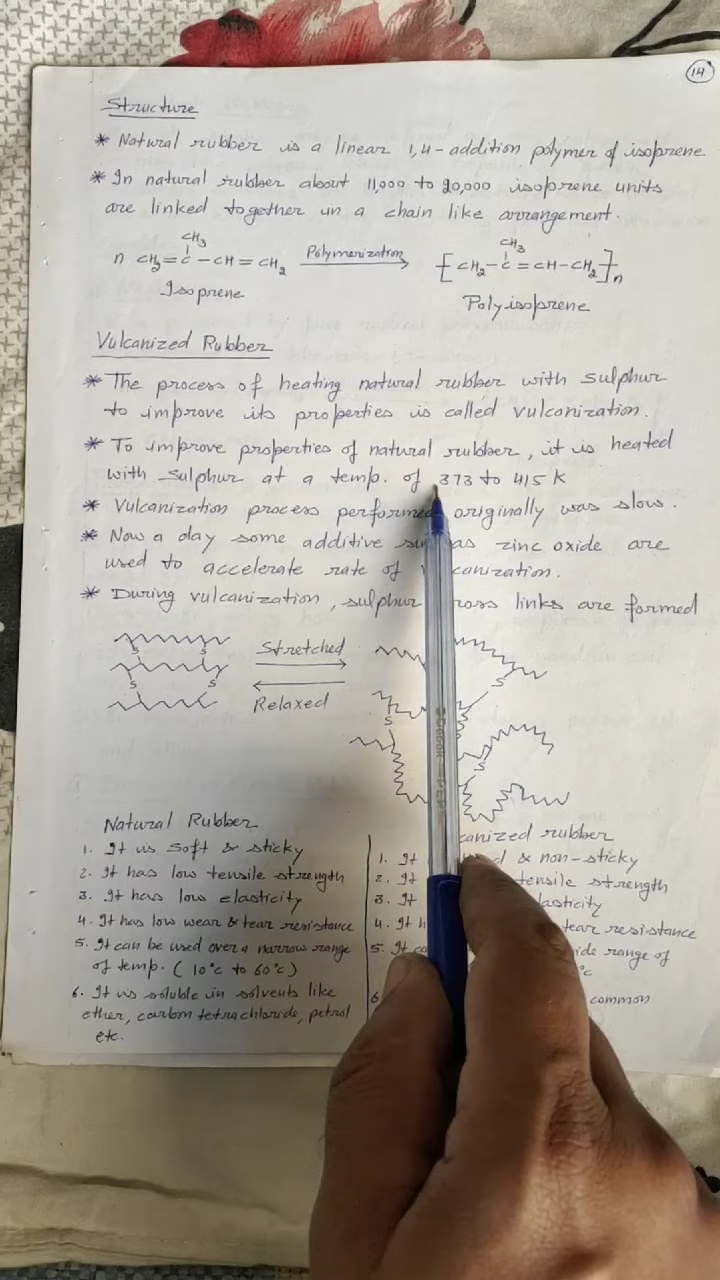 14
Structure
* Natural rubber is a linear 1,4-addition polymer of isoprene
* In natural rubber about 11,000 to 20,000 isoprene units
are linked together in a chain like arrangement.
CH3 CH3
n CH2=C-CH=CH2 Polymerization [CH2-C=CH-CH2]n
Isoprene Polyisoprene
Vulcanized Rubber
* The process of heating natural rubber with sulphur
to improve its properties is called vulcanization.
* To improve properties of natural rubber, it is heated
with sulphur at a temp. of 373 to 415 K
* Vulcanization process performed originally was slow.
* Now a day some additive as zinc oxide are
used to accelerate rate of
* During vulcanization, sulphur links are formed
Stretched
S S S
S S
Relaxed
S
S
Natural Rubber
1. It is soft & sticky
2. It has low tensile strength
3. It has low elasticity
4. It has low wear & tear resistance
5. It can be used over a narrow range
of temp. (10°C to 60°C)
6. It is soluble in solvents like
ether, carbon tetrachloride, petrol
etc.
rubber
1. It & non-sticky
2. It tensile strength
3. It
4. It tear resistance
5. It range of
6 common